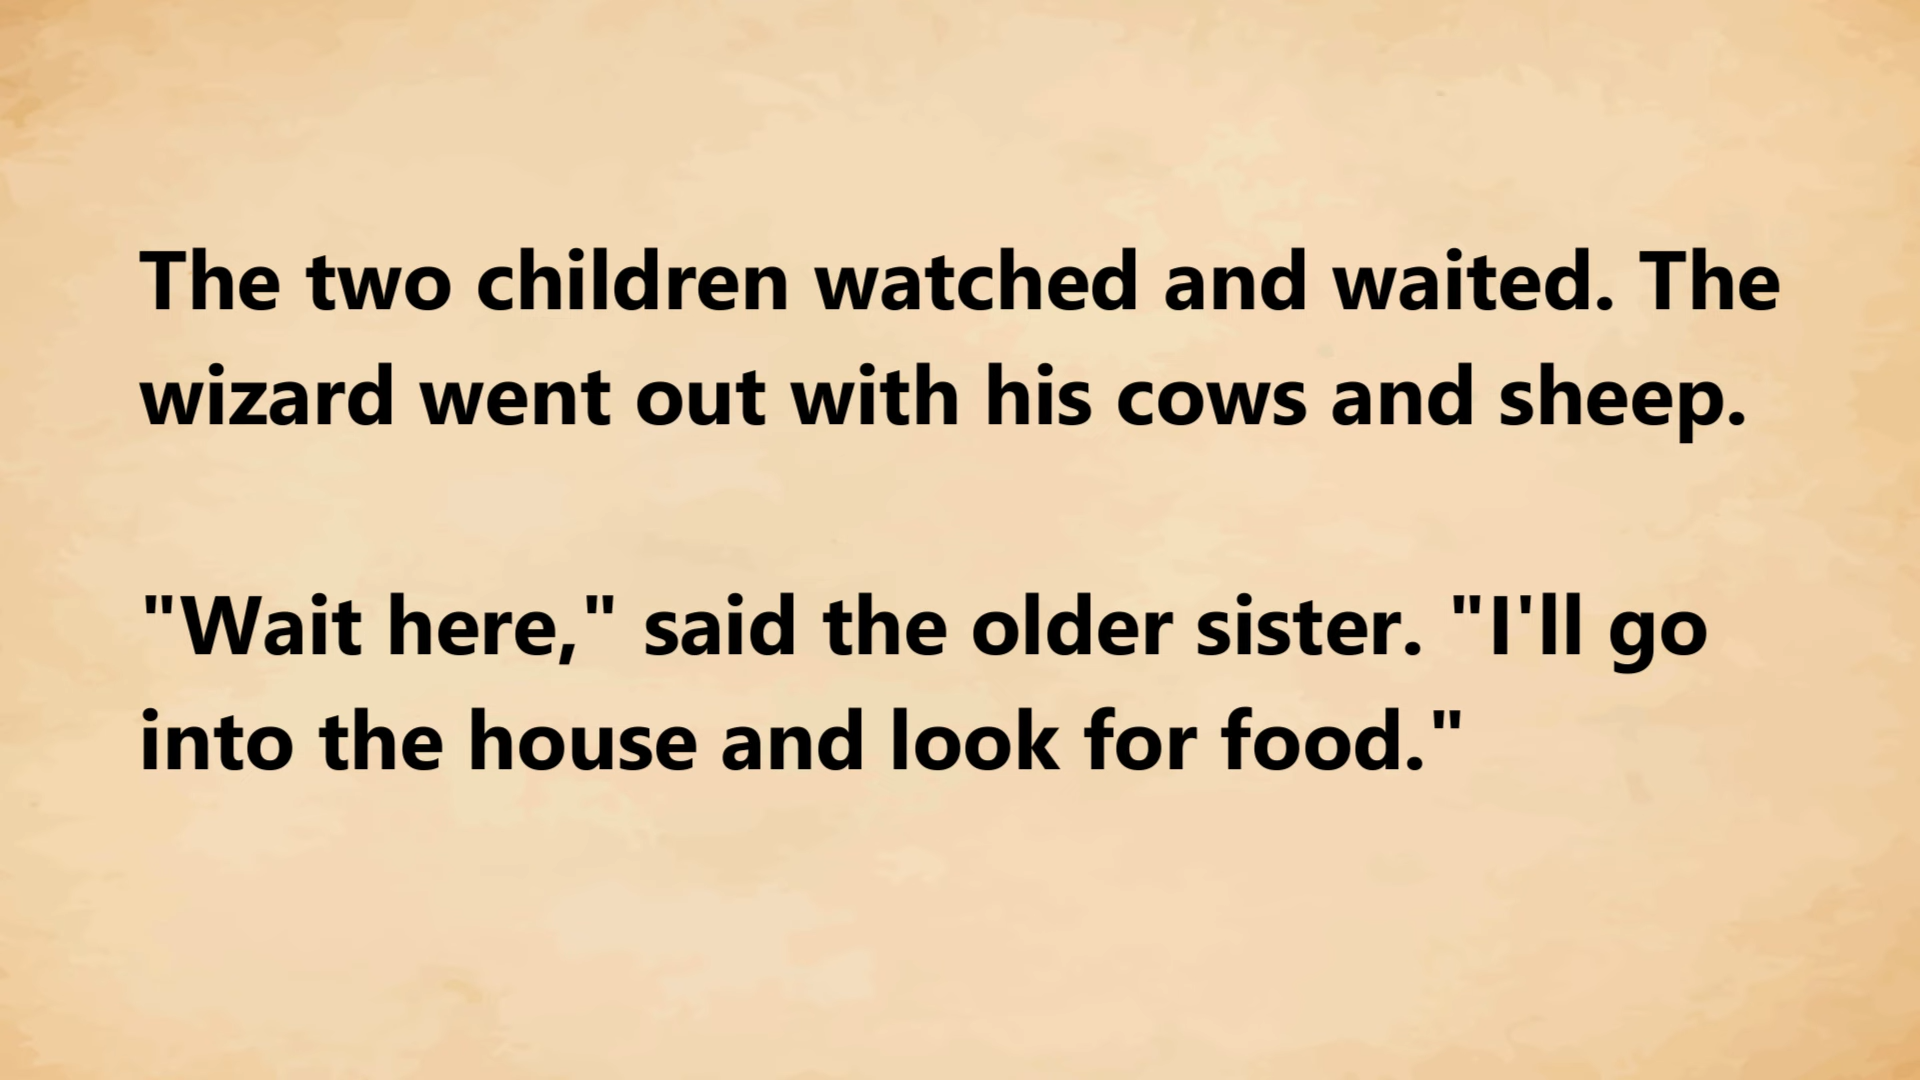 The two children watched and waited. The
wizard went out with his cows and sheep.
"Wait here," said the older sister. "I'll go
into the house and look for food."